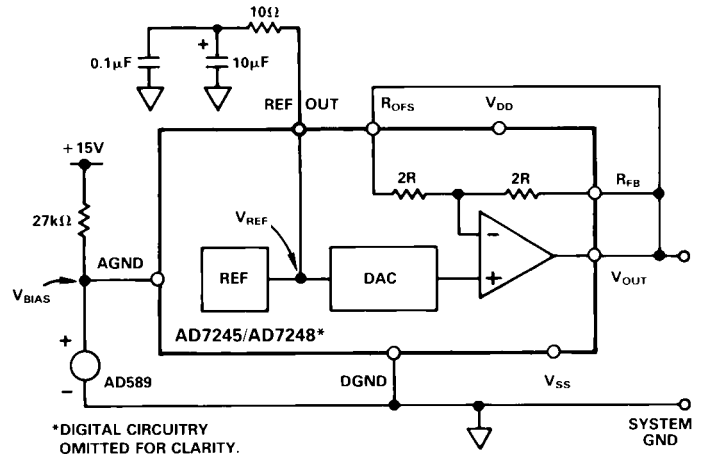 10Ω
0.1µF
+
10µF
REF OUT
R_OFS
V_DD
+15V
2R
2R
R_FB
27kΩ
V_REF
AGND
REF
DAC
−
+
V_OUT
V_BIAS
AD7245/AD7248*
+
−
AD589
DGND
V_SS
*DIGITAL CIRCUITRY
OMITTED FOR CLARITY.
SYSTEM
GND